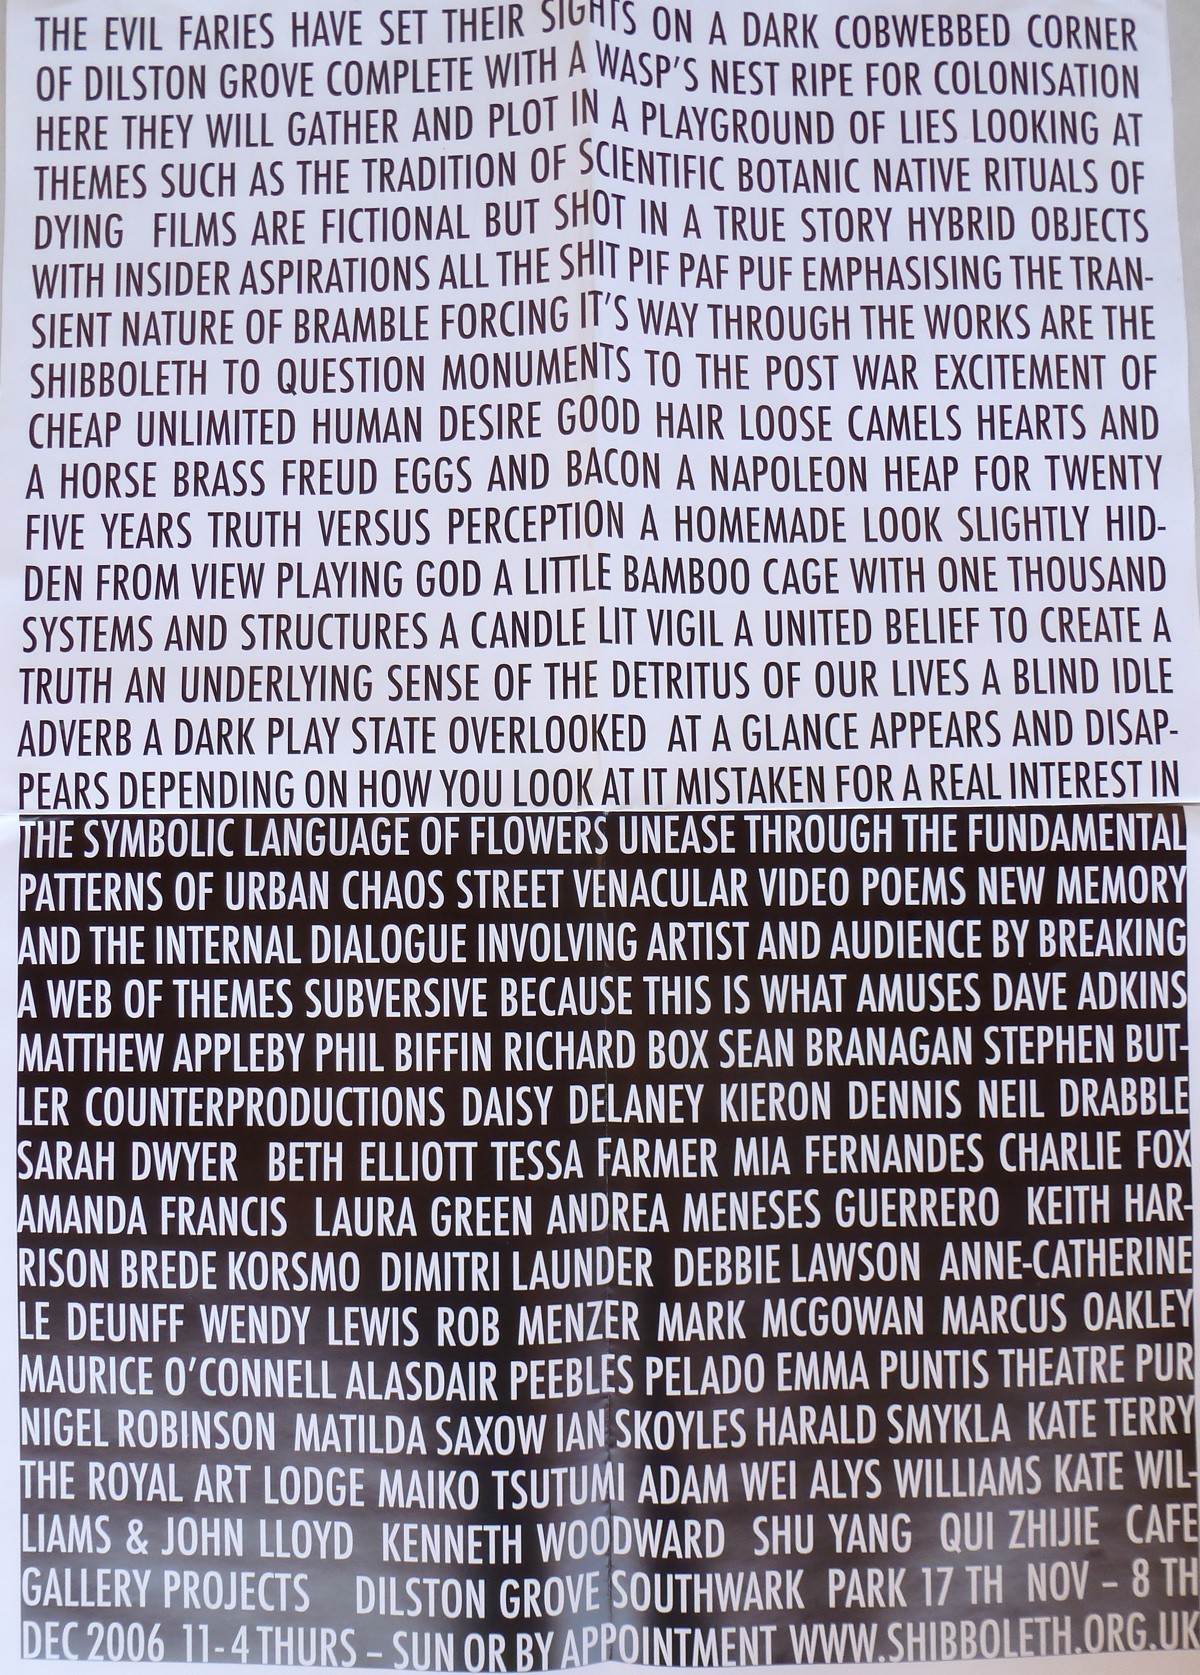 THE EVIL FARIES HAVE SET THEIR SIGHTS ON A DARK COBWEBBED CORNER
OF DILSTON GROVE COMPLETE WITH A WASP'S NEST RIPE FOR COLONISATION
HERE THEY WILL GATHER AND PLOT IN A PLAYGROUND OF LIES LOOKING AT
THEMES SUCH AS THE TRADITION OF SCIENTIFIC BOTANIC NATIVE RITUALS OF
DYING FILMS ARE FICTIONAL BUT SHOT IN A TRUE STORY HYBRID OBJECTS
WITH INSIDER ASPIRATIONS ALL THE SHIT PIF PAF PUF EMPHASISING THE TRAN-
SIENT NATURE OF BRAMBLE FORCING IT'S WAY THROUGH THE WORKS ARE THE
SHIBBOLETH TO QUESTION MONUMENTS TO THE POST WAR EXCITEMENT OF
CHEAP UNLIMITED HUMAN DESIRE GOOD HAIR LOOSE CAMELS HEARTS AND
A HORSE BRASS FREUD EGGS AND BACON A NAPOLEON HEAP FOR TWENTY
FIVE YEARS TRUTH VERSUS PERCEPTION A HOMEMADE LOOK SLIGHTLY HID-
DEN FROM VIEW PLAYING GOD A LITTLE BAMBOO CAGE WITH ONE THOUSAND
SYSTEMS AND STRUCTURES A CANDLE LIT VIGIL A UNITED BELIEF TO CREATE A
TRUTH AN UNDERLYING SENSE OF THE DETRITUS OF OUR LIVES A BLIND IDLE
ADVERB A DARK PLAY STATE OVERLOOKED AT A GLANCE APPEARS AND DISAP-
PEARS DEPENDING ON HOW YOU LOOK AT IT MISTAKEN FOR A REAL INTEREST IN
THE SYMBOLIC LANGUAGE OF FLOWERS UNEASE THROUGH THE FUNDAMENTAL
PATTERNS OF URBAN CHAOS STREET VENACULAR VIDEO POEMS NEW MEMORY
AND THE INTERNAL DIALOGUE INVOLVING ARTIST AND AUDIENCE BY BREAKING
A WEB OF THEMES SUBVERSIVE BECAUSE THIS IS WHAT AMUSES DAVE ADKINS
MATTHEW APPLEBY PHIL BIFFIN RICHARD BOX SEAN BRANAGAN STEPHEN BUT-
LER COUNTERPRODUCTIONS DAISY DELANEY KIERON DENNIS NEIL DRABBLE
SARAH DWYER BETH ELLIOTT TESSA FARMER MIA FERNANDES CHARLIE FOX
AMANDA FRANCIS LAURA GREEN ANDREA MENESES GUERRERO KEITH HAR-
RISON BREDE KORSMO DIMITRI LAUNDER DEBBIE LAWSON ANNE-CATHERINE
LE DEUNFF WENDY LEWIS ROB MENZER MARK MCGOWAN MARCUS OAKLEY
MAURICE O'CONNELL ALASDAIR PEEBLES PELADO EMMA PUNTIS THEATRE PUR
NIGEL ROBINSON MATILDA SAXOW IAN SKOYLES HARALD SMYKLA KATE TERRY
THE ROYAL ART LODGE MAIKO TSUTUMI ADAM WEI ALYS WILLIAMS KATE WIL-
LIAMS & JOHN LLOYD KENNETH WOODWARD SHU YANG QUI ZHIJIE CAFE
GALLERY PROJECTS DILSTON GROVE SOUTHWARK PARK 17 TH NOV – 8 TH
DEC 2006 11-4 THURS – SUN OR BY APPOINTMENT WWW.SHIBBOLETH.ORG.UK